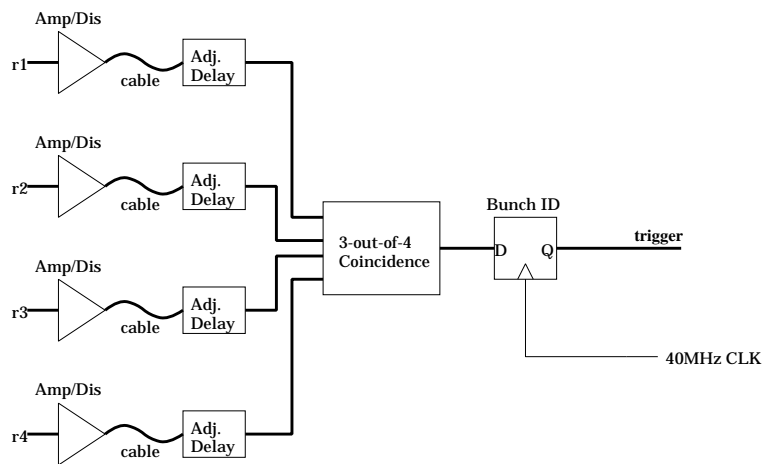 Amp/Dis
r1
cable
Adj.
Delay
Amp/Dis
r2
cable
Adj.
Delay
Amp/Dis
r3
cable
Adj.
Delay
Amp/Dis
r4
cable
Adj.
Delay
3-out-of-4
Coincidence
Bunch ID
D
Q
trigger
40MHz CLK